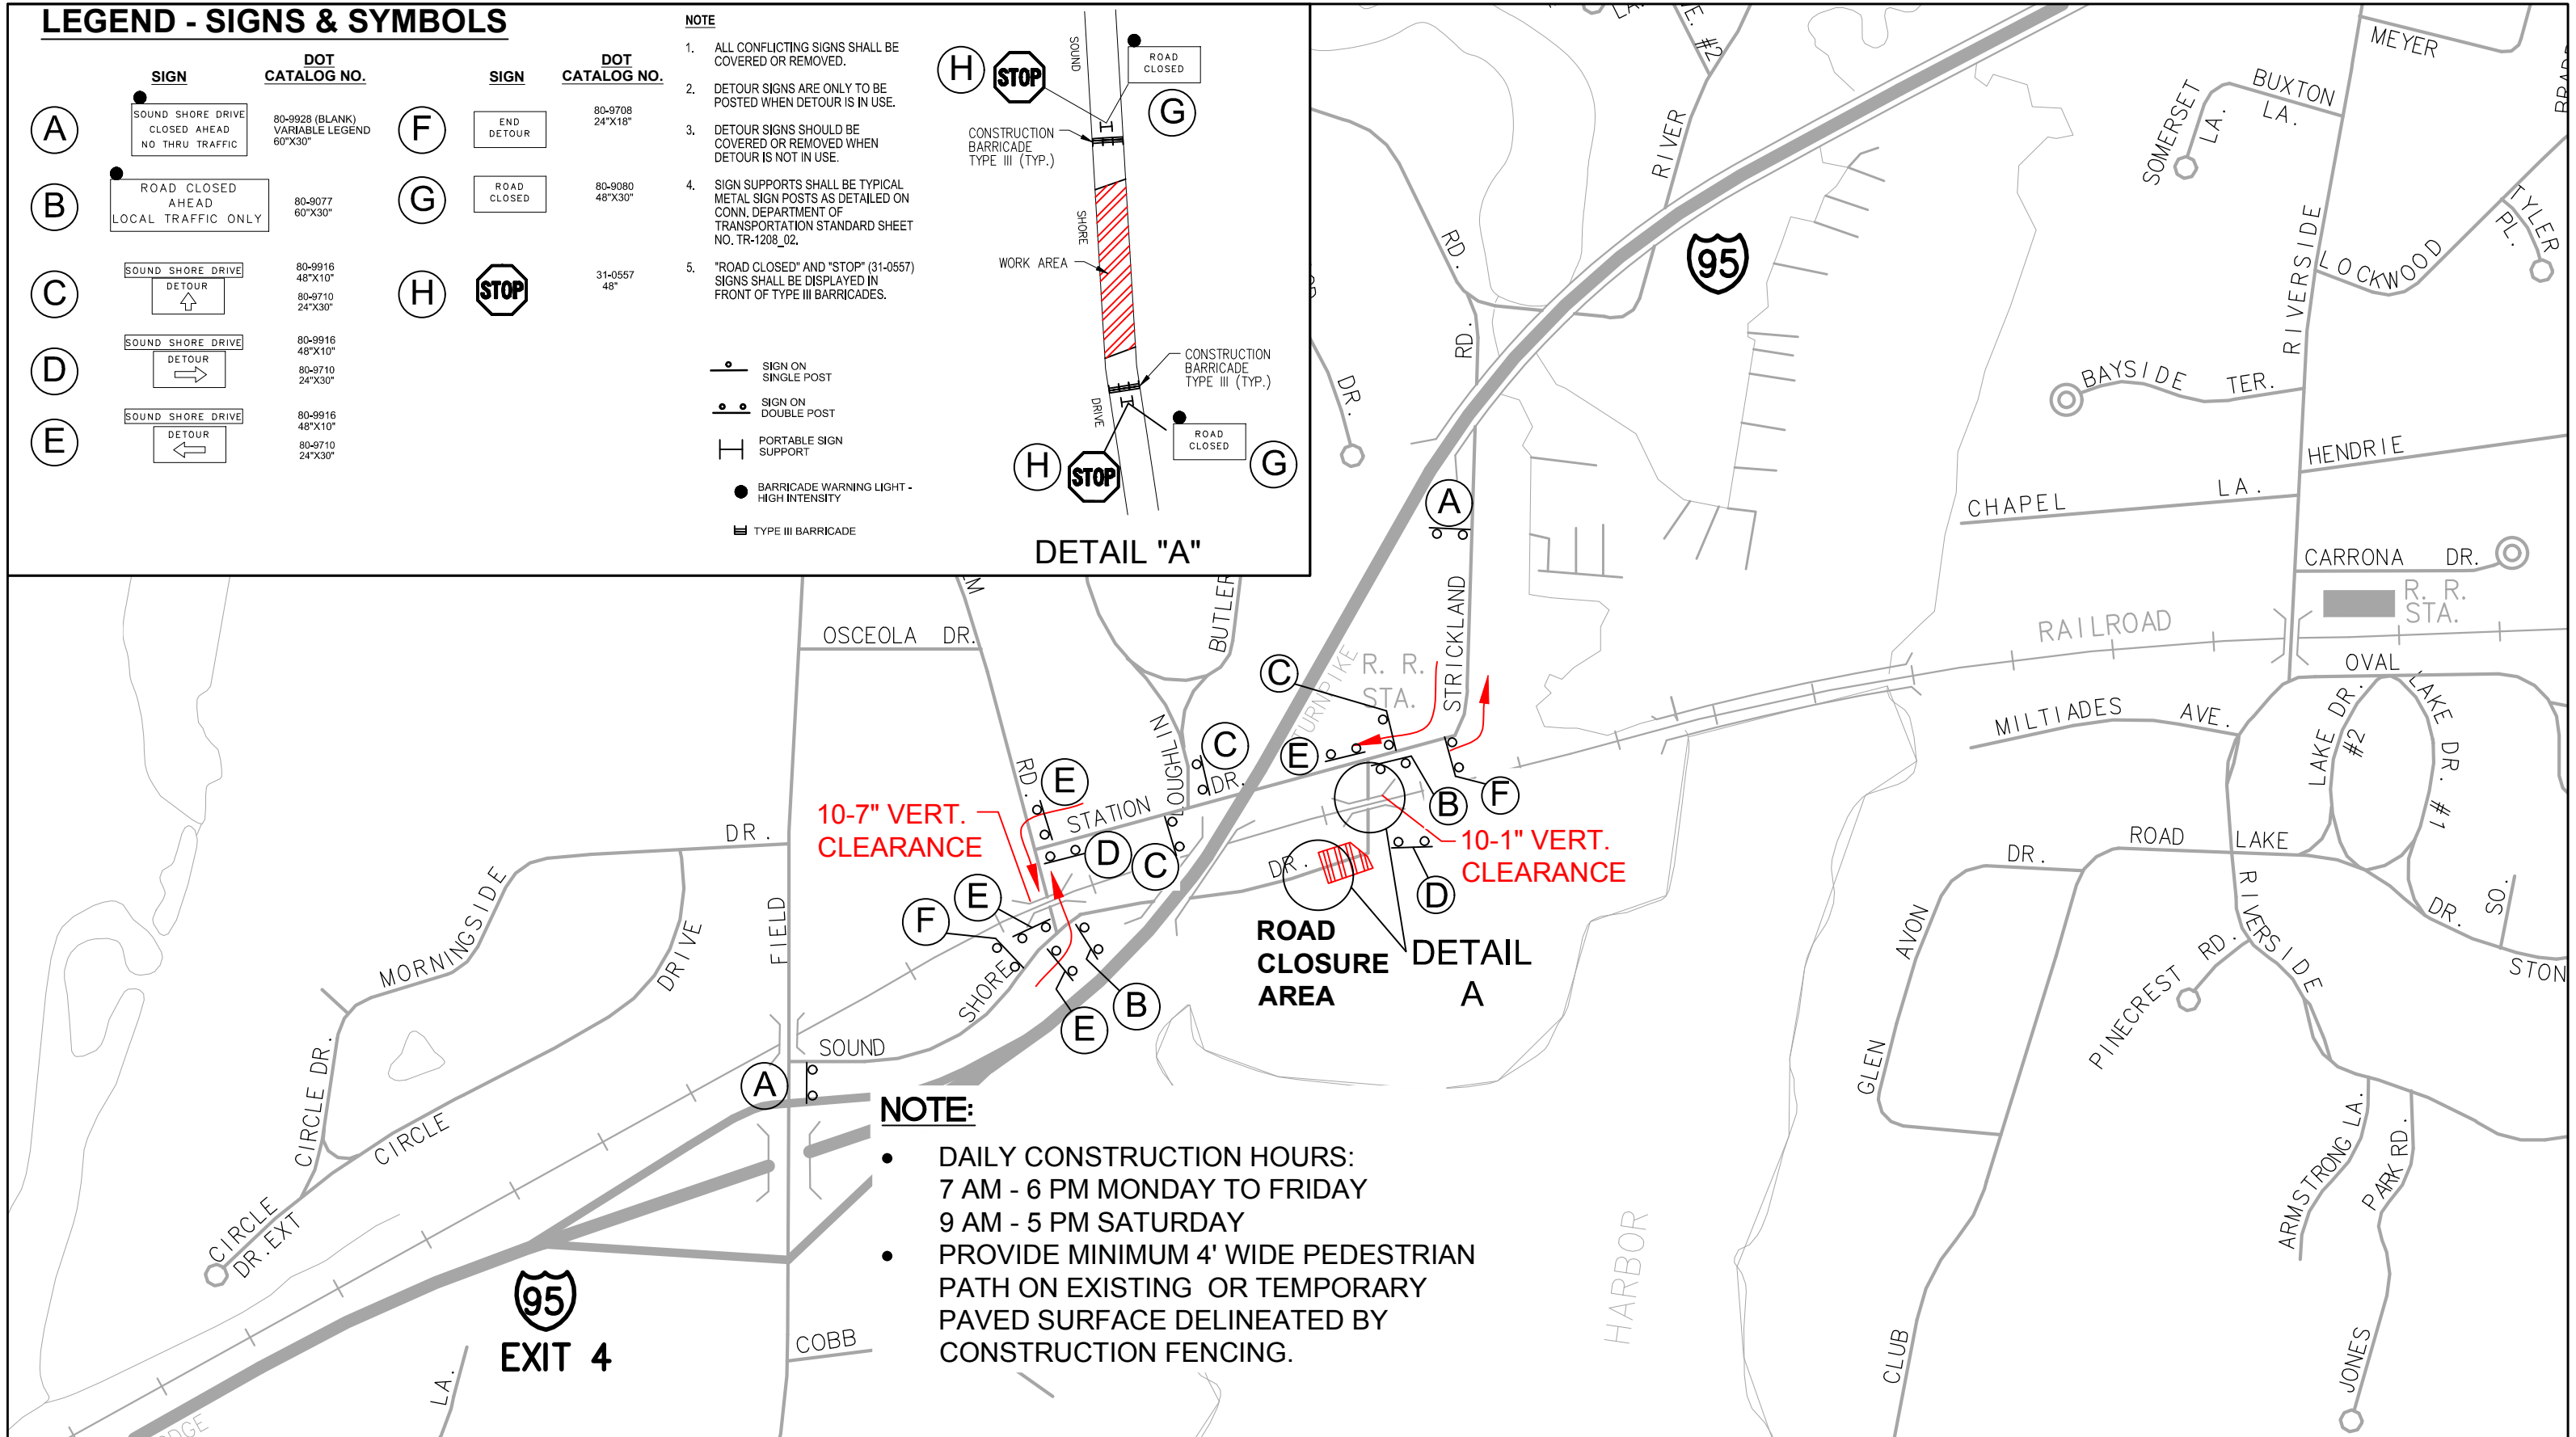 LEGEND - SIGNS & SYMBOLS
SIGN
DOT
CATALOG NO.
A
SOUND SHORE DRIVE
CLOSED AHEAD
NO THRU TRAFFIC
80-9928 (BLANK)
VARIABLE LEGEND
60"X30"
B
ROAD CLOSED
AHEAD
LOCAL TRAFFIC ONLY
80-9077
60"X30"
C
SOUND SHORE DRIVE
DETOUR
80-9916
48"X10"
80-9710
24"X30"
D
SOUND SHORE DRIVE
DETOUR
80-9916
48"X10"
80-9710
24"X30"
E
SOUND SHORE DRIVE
DETOUR
80-9916
48"X10"
80-9710
24"X30"
SIGN
DOT
CATALOG NO.
F
END
DETOUR
80-9708
24"X18"
G
ROAD
CLOSED
80-9080
48"X30"
H
STOP
31-0557
48"
NOTE
1. ALL CONFLICTING SIGNS SHALL BE
COVERED OR REMOVED.
2. DETOUR SIGNS ARE ONLY TO BE
POSTED WHEN DETOUR IS IN USE.
3. DETOUR SIGNS SHOULD BE
COVERED OR REMOVED WHEN
DETOUR IS NOT IN USE.
4. SIGN SUPPORTS SHALL BE TYPICAL
METAL SIGN POSTS AS DETAILED ON
CONN. DEPARTMENT OF
TRANSPORTATION STANDARD SHEET
NO. TR-1208_02.
5. "ROAD CLOSED" AND "STOP" (31-0557)
SIGNS SHALL BE DISPLAYED IN
FRONT OF TYPE III BARRICADES.
SIGN ON
SINGLE POST
SIGN ON
DOUBLE POST
PORTABLE SIGN
SUPPORT
BARRICADE WARNING LIGHT -
HIGH INTENSITY
TYPE III BARRICADE
H
STOP
SOUND
ROAD
CLOSED
G
CONSTRUCTION
BARRICADE
TYPE III (TYP.)
SHORE
WORK AREA
CONSTRUCTION
BARRICADE
TYPE III (TYP.)
DRIVE
ROAD
CLOSED
H
STOP
G
DETAIL "A"
LA.
VE. #2
RIVER
RD.
RD.
DR.
95
MEYER
BUXTON
LA.
SOMERSET
LA.
TYLER
PL.
LOCKWOOD
RIVERSIDE
BAYSIDE TER.
HENDRIE
CHAPEL LA.
CARRONA DR.
R. R.
STA.
RAILROAD
OVAL
LAKE DR.
#2
LAKE DR. #1
MILTIADES AVE.
ROAD
LAKE
DR.
DR.
SO.
STON
AVON
GLEN
CLUB
RIVERSIDE
PINECREST RD.
ARMSTRONG LA.
PARK RD.
JONES
HARBOR
A
STRICKLAND
TURNPIKE
R. R.
STA.
C
E
B
F
D
10-1" VERT.
CLEARANCE
DR.
ROAD
CLOSURE
AREA
DETAIL
A
OSCEOLA DR.
BUTLER
LOUGHLIN
C
DR.
STATION
RD.
E
D
C
10-7" VERT.
CLEARANCE
E
F
E
B
SHORE
SOUND
A
FIELD
DR.
MORNINGSIDE
DRIVE
CIRCLE
CIRCLE DR.
CIRCLE
DR. EXT
95
EXIT 4
LA.
COBB
NOTE:
• DAILY CONSTRUCTION HOURS:
7 AM - 6 PM MONDAY TO FRIDAY
9 AM - 5 PM SATURDAY
• PROVIDE MINIMUM 4' WIDE PEDESTRIAN
PATH ON EXISTING OR TEMPORARY
PAVED SURFACE DELINEATED BY
CONSTRUCTION FENCING.